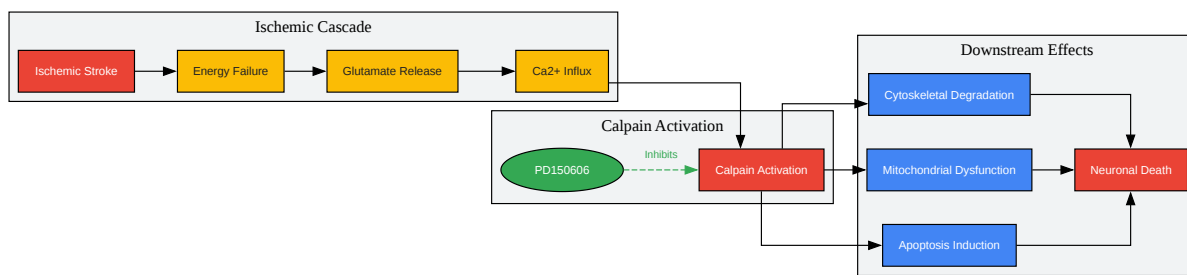 Ischemic Cascade
Ischemic Stroke
Energy Failure
Glutamate Release
Ca2+ Influx
Calpain Activation
PD150606
Inhibits
Calpain Activation
Downstream Effects
Cytoskeletal Degradation
Mitochondrial Dysfunction
Apoptosis Induction
Neuronal Death